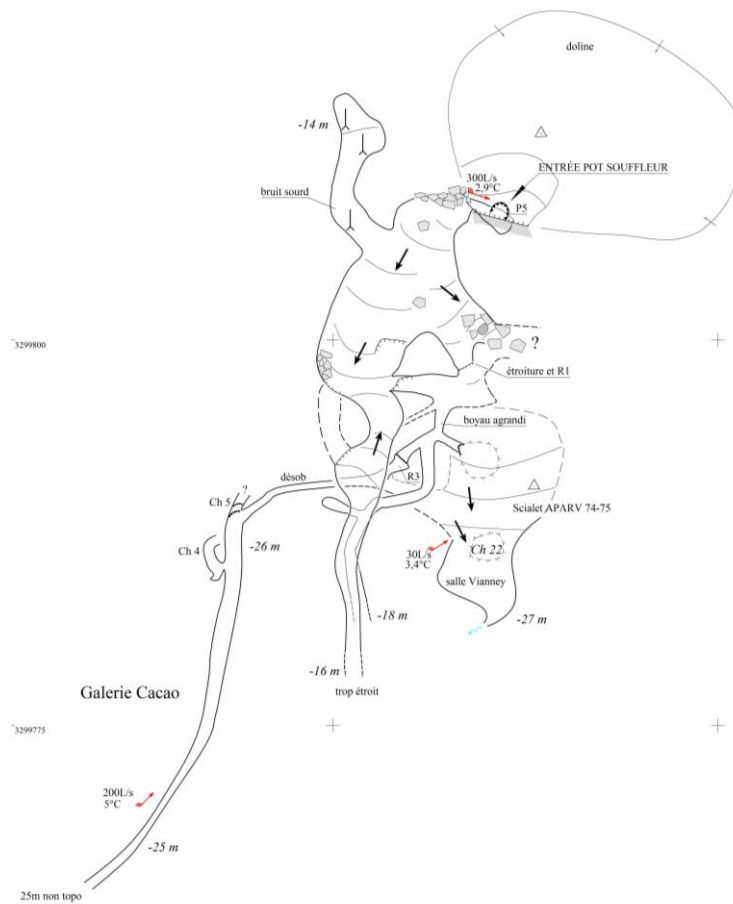 doline
-14 m
ENTRÉE POT SOUFFLEUR
300L/s
2,9°C
bruit sourd
P5
3299800
?
étroiture et R1
boyau agrandi
désob
R3
?
Ch 5
Scialet APARV 74-75
Ch 4
-26 m
30L/s
3,4°C
Ch 22
salle Vianney
-18 m
-27 m
-16 m
trop étroit
Galerie Cacao
3299775
200L/s
5°C
-25 m
25m non topo